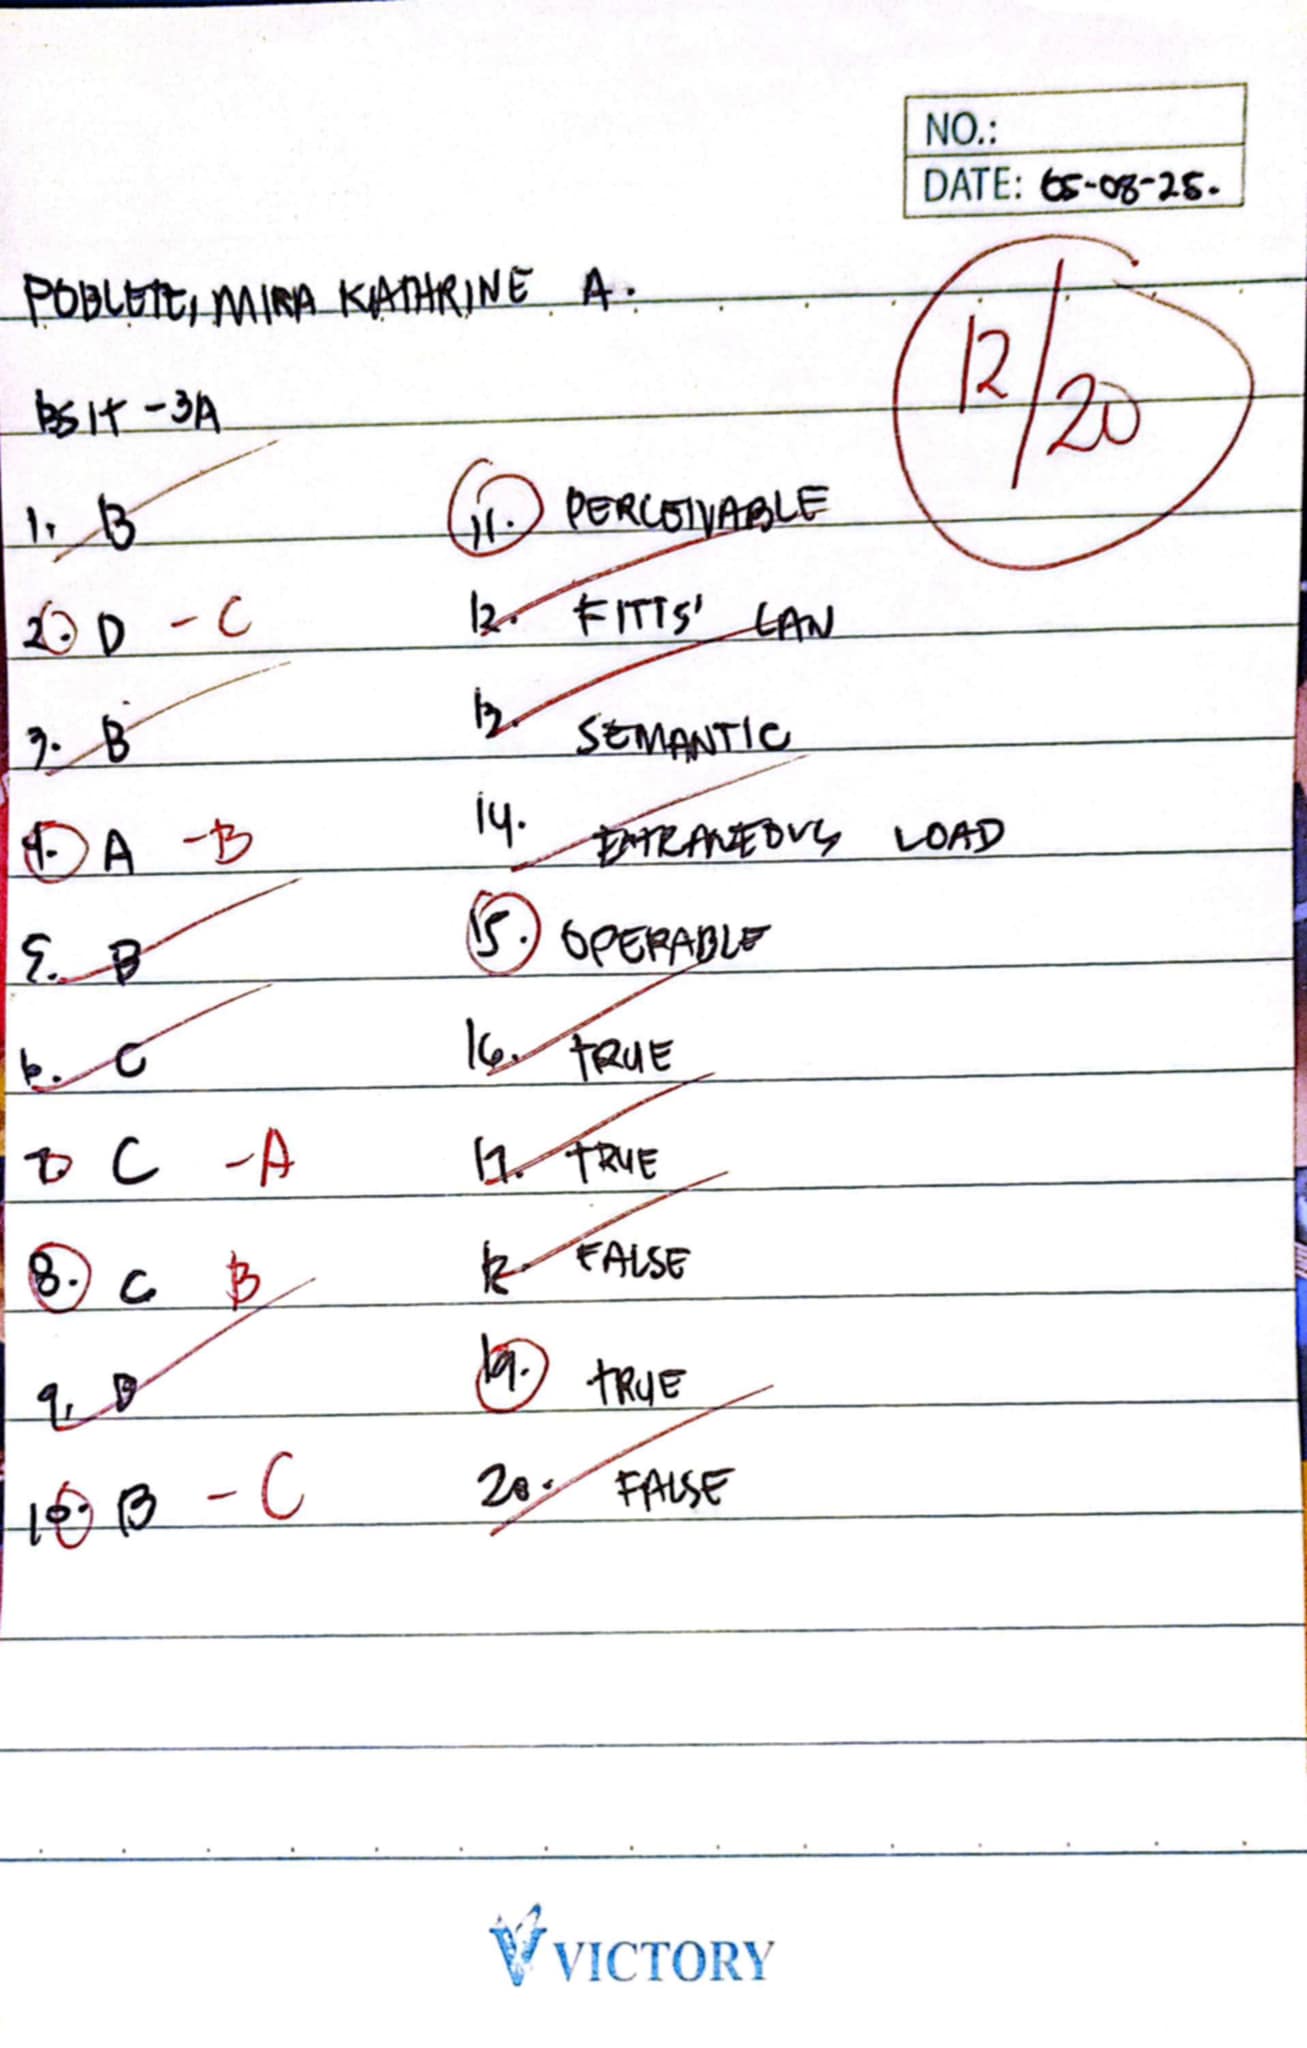 NO.:
DATE: 05-08-25.
POBLETE, MIRA KATHRINE A.
BSIT - 3A
12/20
1. B
2. D - C
3. B
4. A - B
5. B
6. C
7. C - A
8. C B
9. D
10. B - C
11. PERCEIVABLE
12. FITTS' LAW
13. SEMANTIC
14. EXTRANEOUS LOAD
15. OPERABLE
16. TRUE
17. TRUE
18. FALSE
19. TRUE
20. FALSE
VICTORY